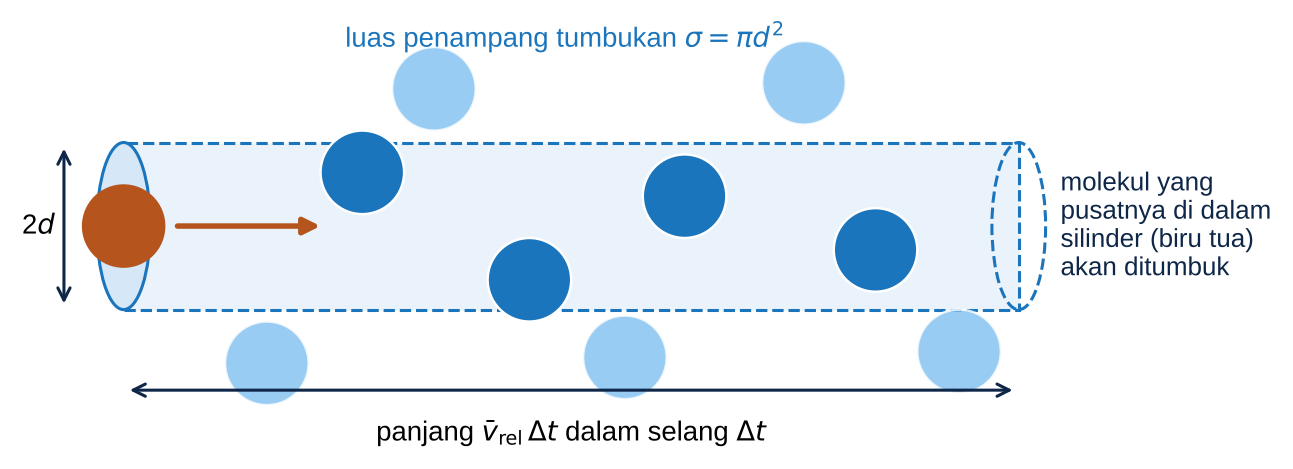 luas penampang tumbukan σ = πd²
2d
molekul yang
pusatnya di dalam
silinder (biru tua)
akan ditumbuk
panjang v̄rel Δt dalam selang Δt